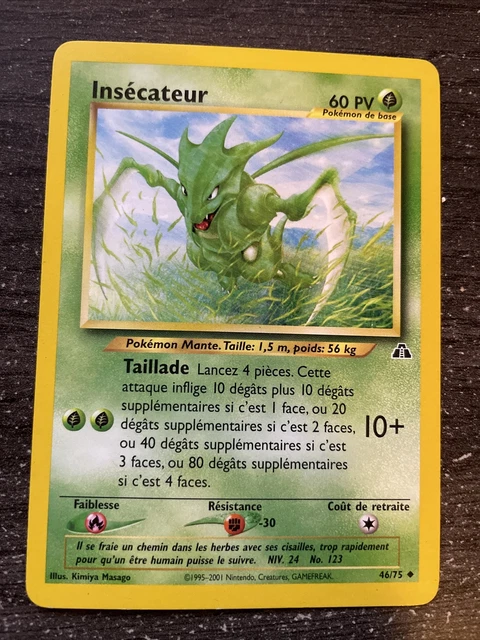 Insécateur
60 PV
Pokémon de base
Pokémon Mante. Taille: 1,5 m, poids: 56 kg
Taillade Lancez 4 pièces. Cette
attaque inflige 10 dégâts plus 10 dégâts
supplémentaires si c'est 1 face, ou 20
dégâts supplémentaires si c'est 2 faces,
ou 40 dégâts supplémentaires si c'est
3 faces, ou 80 dégâts supplémentaires
si c'est 4 faces.
10+
Faiblesse
Résistance
-30
Coût de retraite
Il se fraie un chemin dans les herbes avec ses cisailles, trop rapidement
pour qu'un être humain puisse le suivre. NIV. 24 No. 123
Illus. Kimiya Masago
©1995-2001 Nintendo, Creatures, GAMEFREAK.
46/75